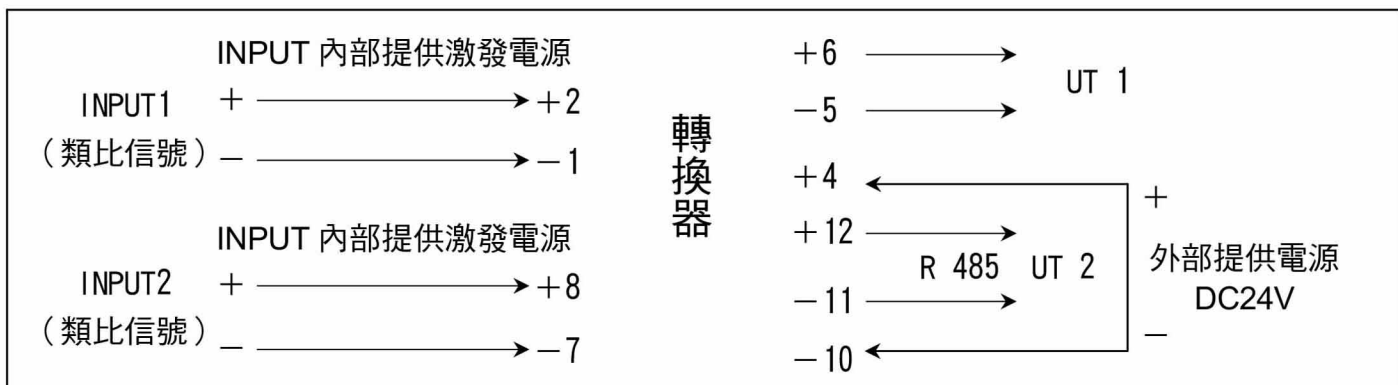 INPUT 內部提供激發電源
INPUT1
(類比信號)
+
+2
−
−1
INPUT 內部提供激發電源
INPUT2
(類比信號)
+
+8
−
−7
轉換器
+6
UT 1
−5
+4
+12
R 485 UT 2
−11
−10
+
外部提供電源
DC24V
−